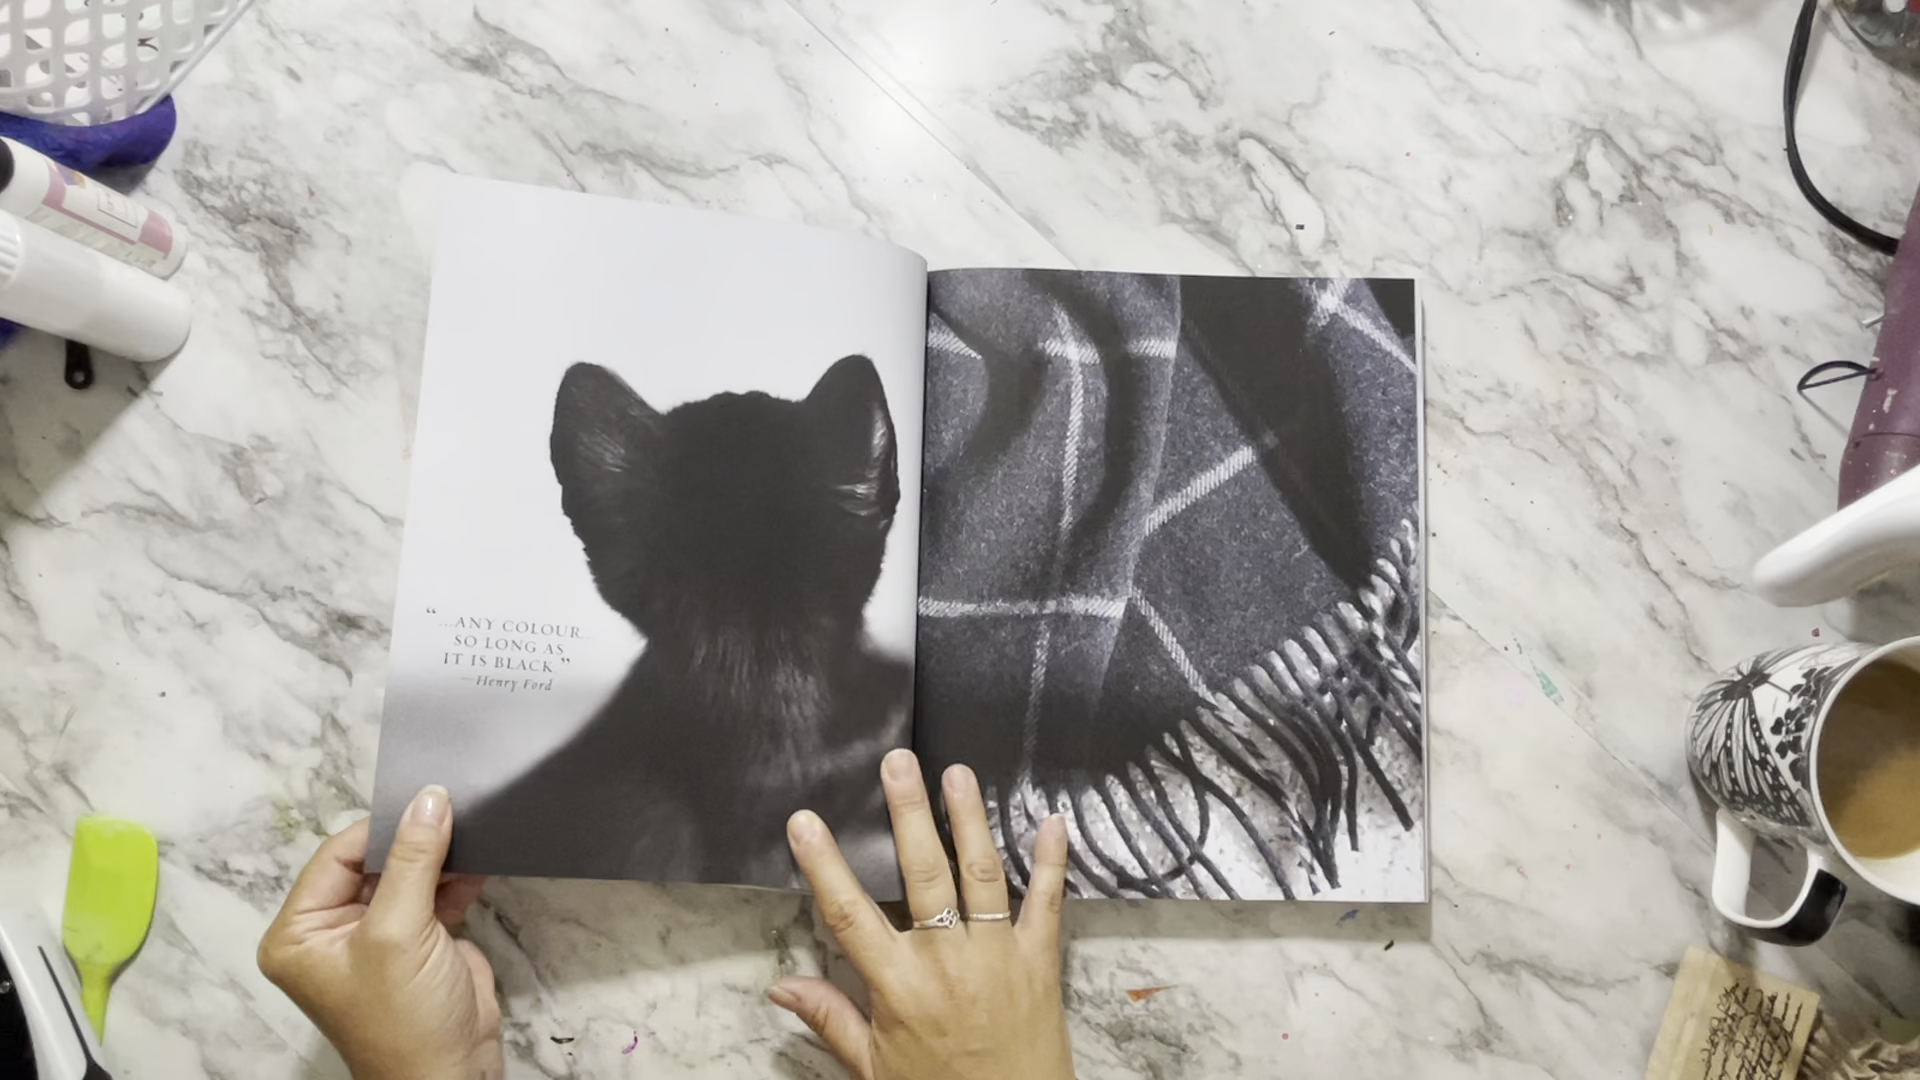 “...ANY COLOUR...
SO LONG AS
IT IS BLACK”
—Henry Ford